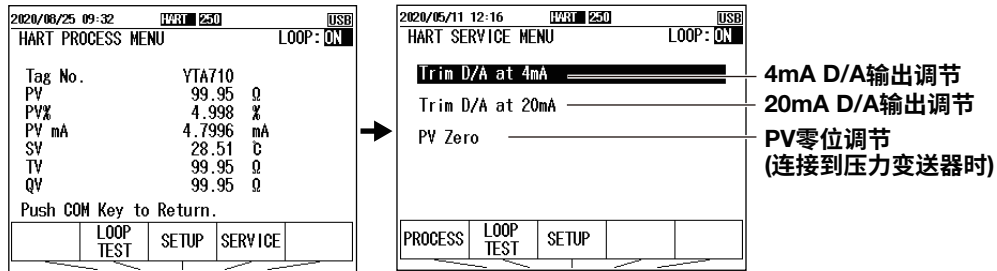 2020/08/25 09:32 HART 250 USB
HART PROCESS MENU LOOP: ON
Tag No. YTA710
PV 99.95 Ω
PV% 4.998 %
PV mA 4.7996 mA
SV 28.51 ℃
TV 99.95 Ω
QV 99.95 Ω
Push COM Key to Return.
LOOP TEST SETUP SERVICE
2020/05/11 12:16 HART 250 USB
HART SERVICE MENU LOOP: ON
Trim D/A at 4mA
Trim D/A at 20mA
PV Zero
PROCESS LOOP TEST SETUP
4mA D/A输出调节
20mA D/A输出调节
PV零位调节
(连接到压力变送器时)